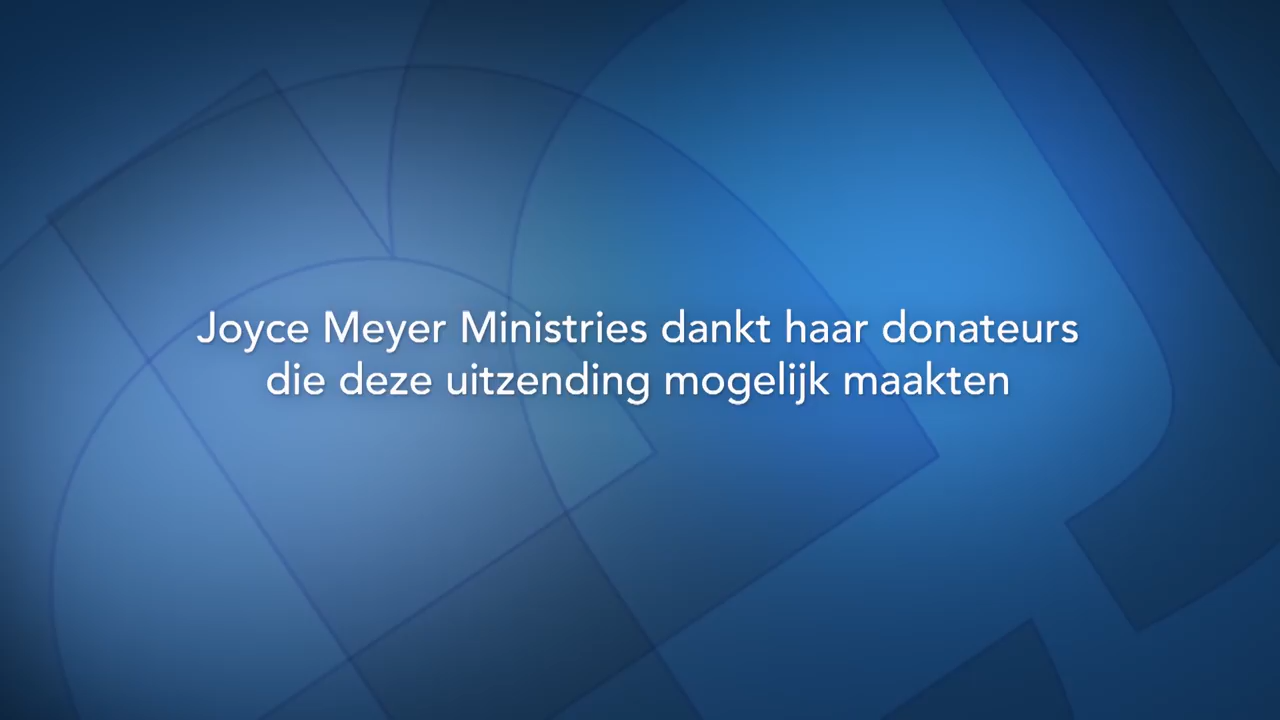 Joyce Meyer Ministries dankt haar donateurs
die deze uitzending mogelijk maakten